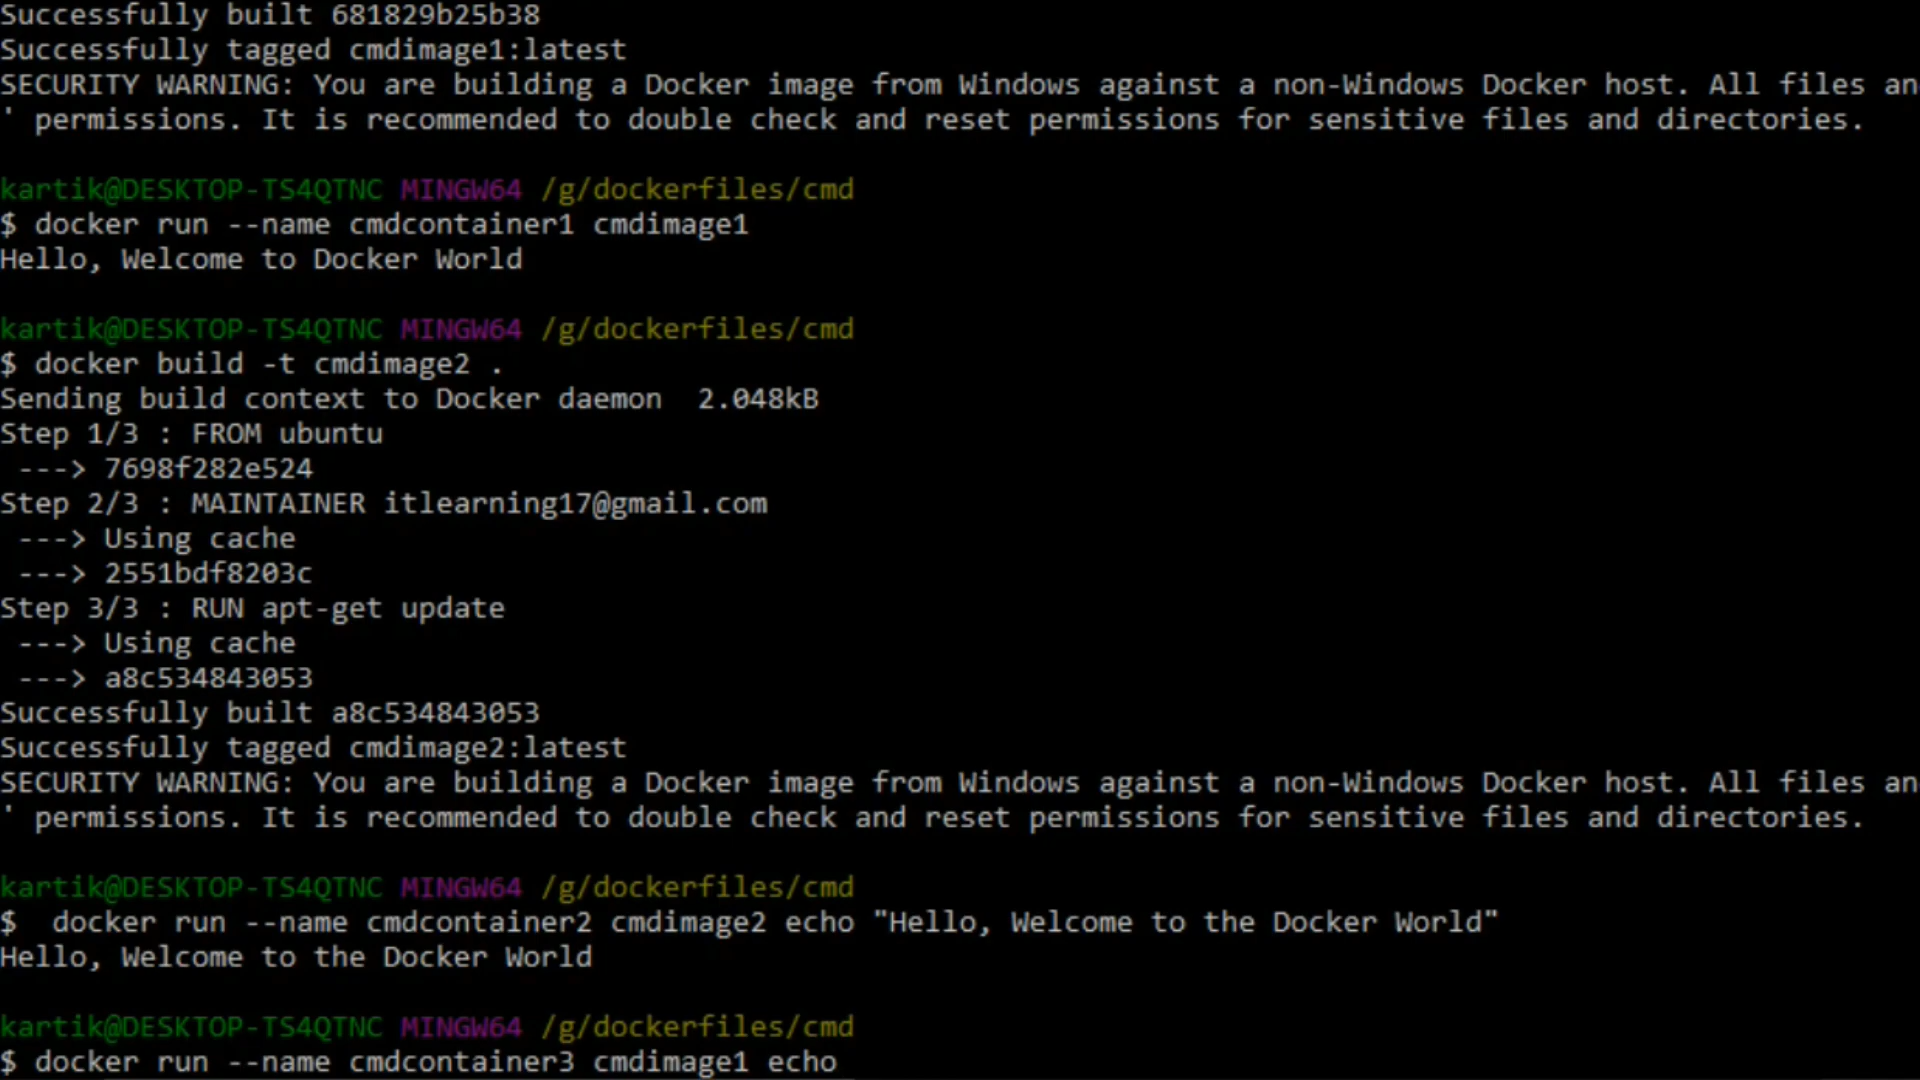 Successfully built 681829b25b38
Successfully tagged cmdimage1:latest
SECURITY WARNING: You are building a Docker image from Windows against a non-Windows Docker host. All files an
' permissions. It is recommended to double check and reset permissions for sensitive files and directories.
kartik@DESKTOP-TS4QTNC MINGW64 /g/dockerfiles/cmd
$ docker run --name cmdcontainer1 cmdimage1
Hello, Welcome to Docker World
kartik@DESKTOP-TS4QTNC MINGW64 /g/dockerfiles/cmd
$ docker build -t cmdimage2 .
Sending build context to Docker daemon  2.048kB
Step 1/3 : FROM ubuntu
 ---> 7698f282e524
Step 2/3 : MAINTAINER itlearning17@gmail.com
 ---> Using cache
 ---> 2551bdf8203c
Step 3/3 : RUN apt-get update
 ---> Using cache
 ---> a8c534843053
Successfully built a8c534843053
Successfully tagged cmdimage2:latest
SECURITY WARNING: You are building a Docker image from Windows against a non-Windows Docker host. All files an
' permissions. It is recommended to double check and reset permissions for sensitive files and directories.
kartik@DESKTOP-TS4QTNC MINGW64 /g/dockerfiles/cmd
$  docker run --name cmdcontainer2 cmdimage2 echo "Hello, Welcome to the Docker World"
Hello, Welcome to the Docker World
kartik@DESKTOP-TS4QTNC MINGW64 /g/dockerfiles/cmd
$ docker run --name cmdcontainer3 cmdimage1 echo